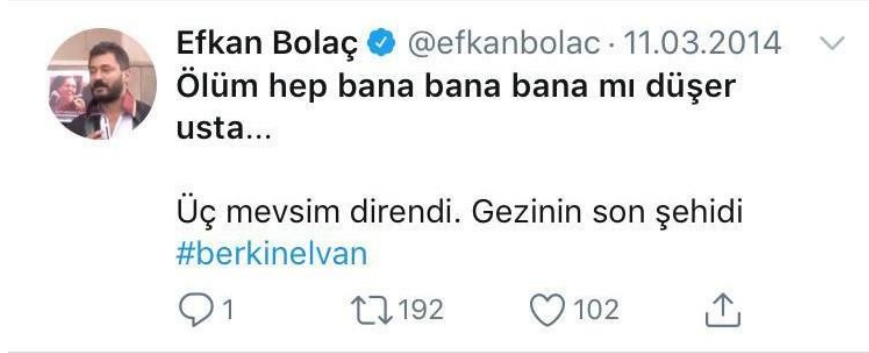 Efkan Bolaç @efkanbolac · 11.03.2014
Ölüm hep bana bana bana mı düşer
usta...
Üç mevsim direndi. Gezinin son şehidi
#berkinelvan
1 192 102